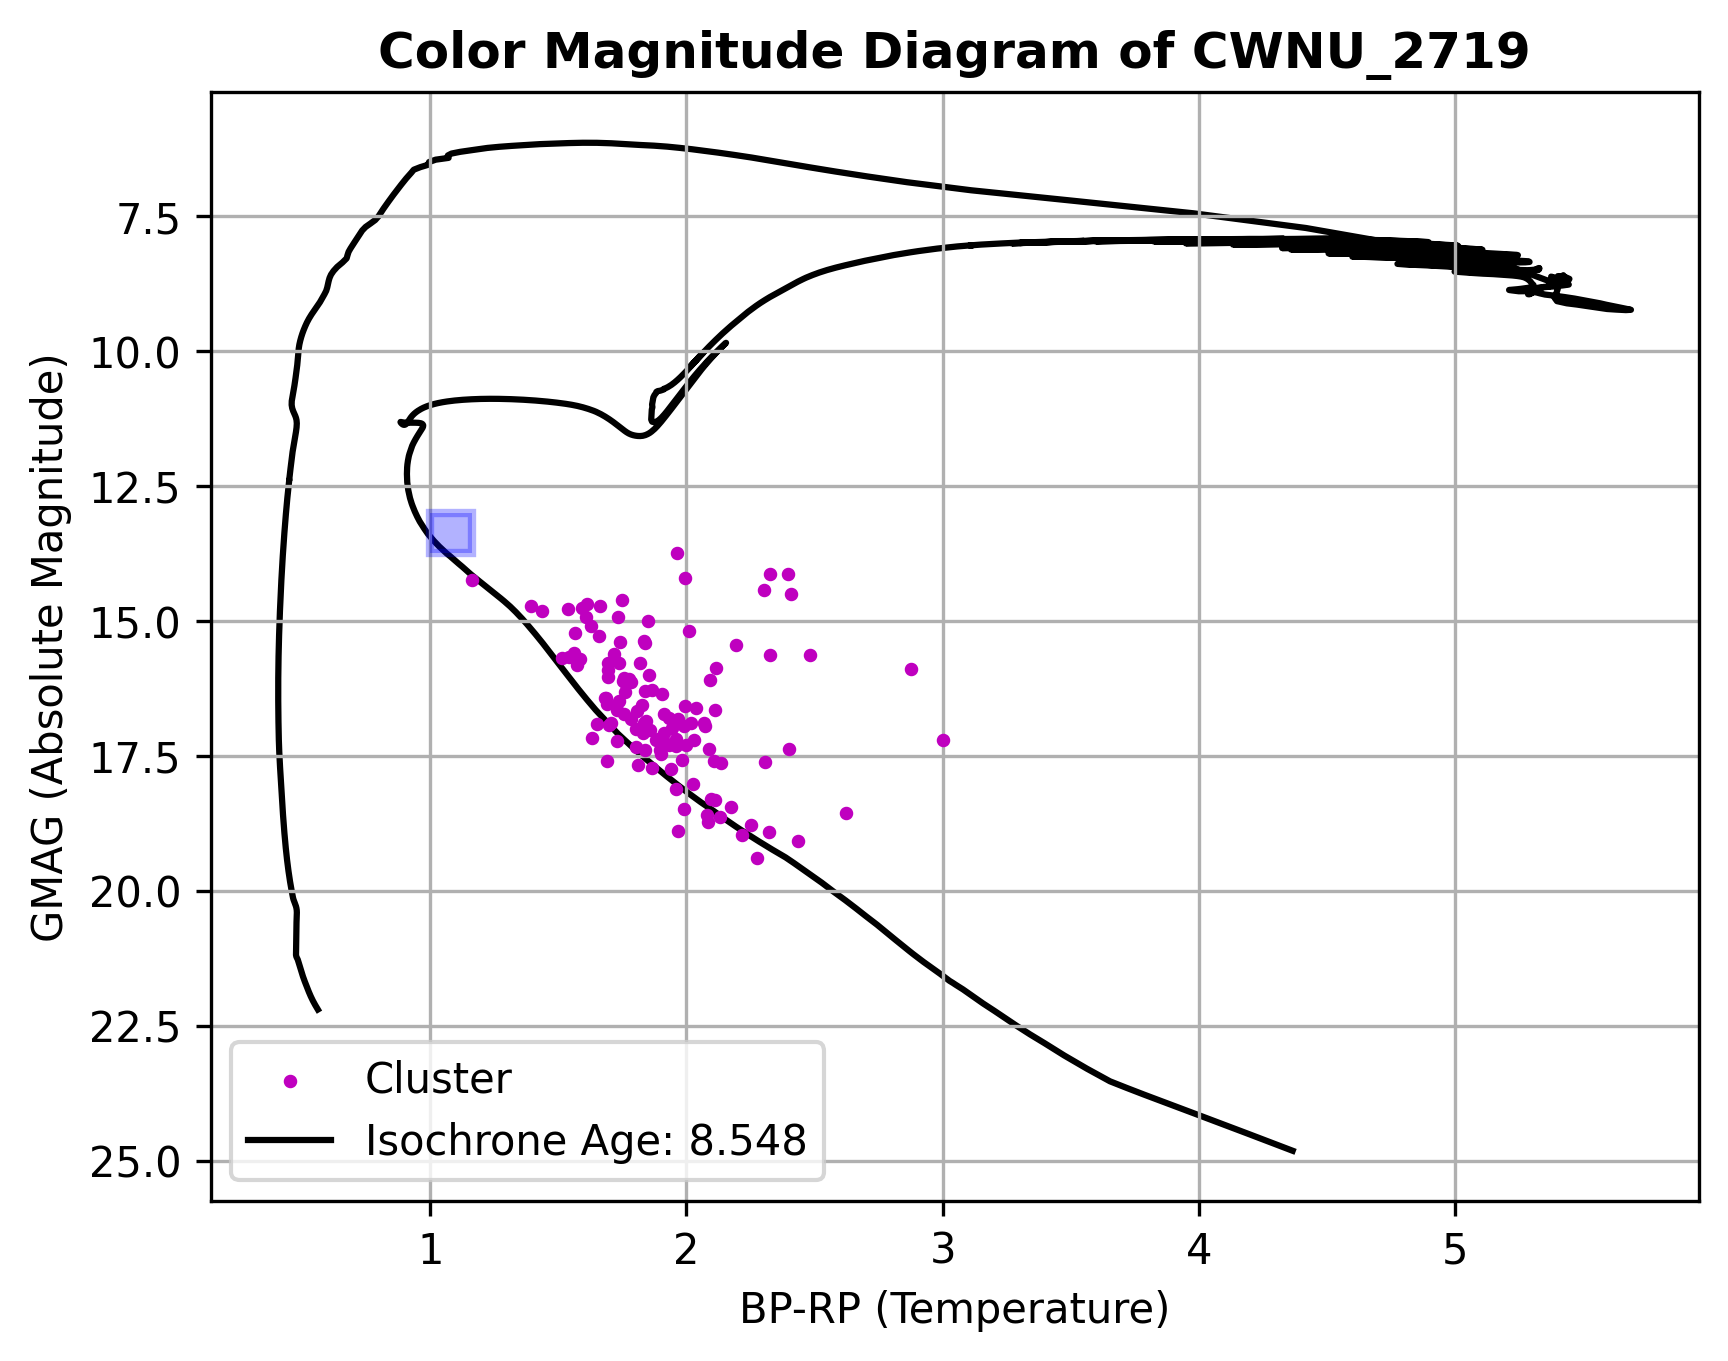 Color Magnitude Diagram of CWNU_2719
GMAG (Absolute Magnitude)
7.5
10.0
12.5
15.0
17.5
20.0
22.5
25.0
Cluster
Isochrone Age: 8.548
1 2 3 4 5
BP-RP (Temperature)